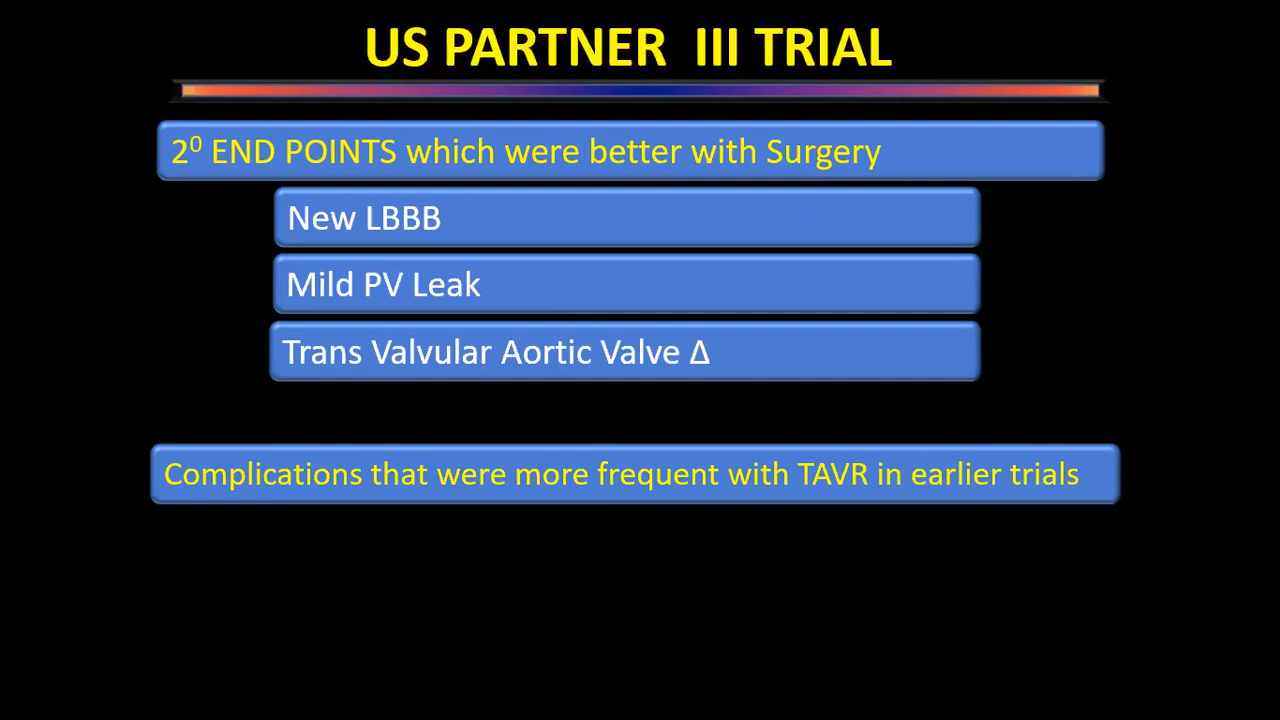 US PARTNER III TRIAL
2⁰ END POINTS which were better with Surgery
New LBBB
Mild PV Leak
Trans Valvular Aortic Valve Δ
Complications that were more frequent with TAVR in earlier trials